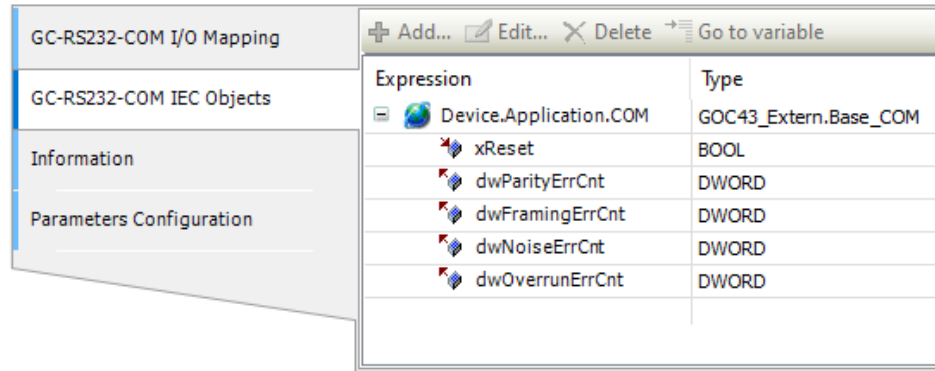 GC-RS232-COM I/O Mapping
GC-RS232-COM IEC Objects
Information
Parameters Configuration
Add... Edit... Delete Go to variable
Expression Type
Device.Application.COM GOC43_Extern.Base_COM
xReset BOOL
dwParityErrCnt DWORD
dwFramingErrCnt DWORD
dwNoiseErrCnt DWORD
dwOverrunErrCnt DWORD